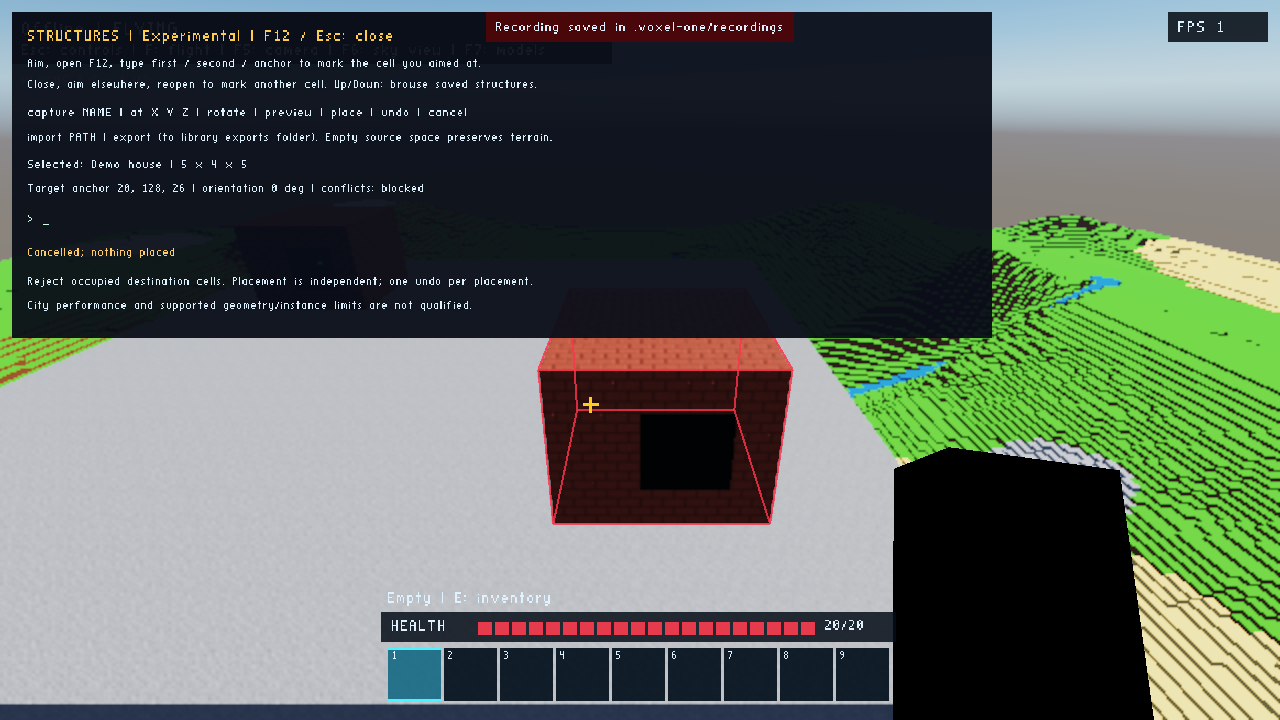 STRUCTURES | Experimental | F12 / Esc: close
Recording saved in .voxel-one/recordings
FPS 1
Aim, open F12, type first / second / anchor to mark the cell you aimed at.
Close, aim elsewhere, reopen to mark another cell. Up/Down: browse saved structures.
capture NAME | at X Y Z | rotate | preview | place | undo | cancel
import PATH | export (to library exports folder). Empty source space preserves terrain.
Selected: Demo house | 5 x 4 x 5
Target anchor 20, 128, 26 | orientation 0 deg | conflicts: blocked
> _
Cancelled; nothing placed
Reject occupied destination cells. Placement is independent; one undo per placement.
City performance and supported geometry/instance limits are not qualified.
Empty | E: inventory
HEALTH 20/20
1 2 3 4 5 6 7 8 9